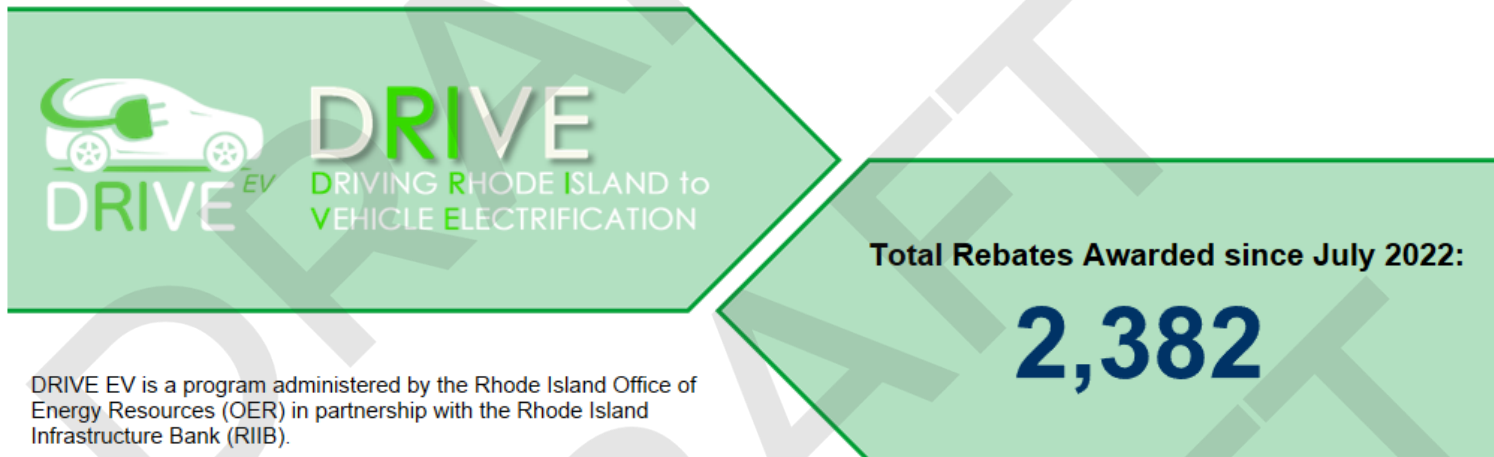 DRIVE EV
DRIVE
DRIVING RHODE ISLAND to
VEHICLE ELECTRIFICATION
DRIVE EV is a program administered by the Rhode Island Office of
Energy Resources (OER) in partnership with the Rhode Island
Infrastructure Bank (RIIB).
Total Rebates Awarded since July 2022:
2,382
DRAFT
DRAFT